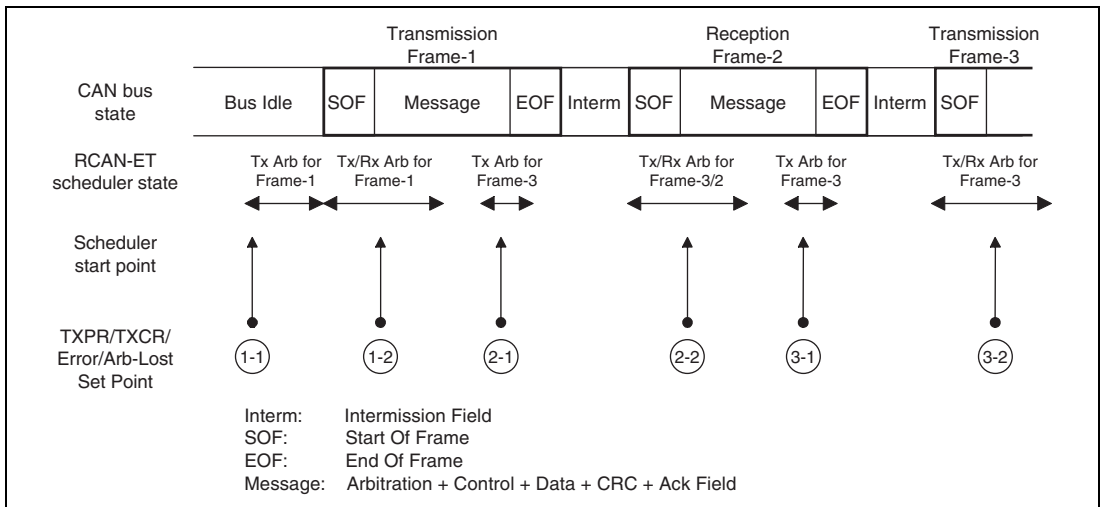 Transmission
Frame-1
Reception
Frame-2
Transmission
Frame-3
CAN bus
state
Bus Idle
SOF
Message
EOF
Interm
SOF
Message
EOF
Interm
SOF
RCAN-ET
scheduler state
Tx Arb for
Frame-1
Tx/Rx Arb for
Frame-1
Tx Arb for
Frame-3
Tx/Rx Arb for
Frame-3/2
Tx Arb for
Frame-3
Tx/Rx Arb for
Frame-3
Scheduler
start point
TXPR/TXCR/
Error/Arb-Lost
Set Point
1-1
1-2
2-1
2-2
3-1
3-2
Interm: Intermission Field
SOF: Start Of Frame
EOF: End Of Frame
Message: Arbitration + Control + Data + CRC + Ack Field